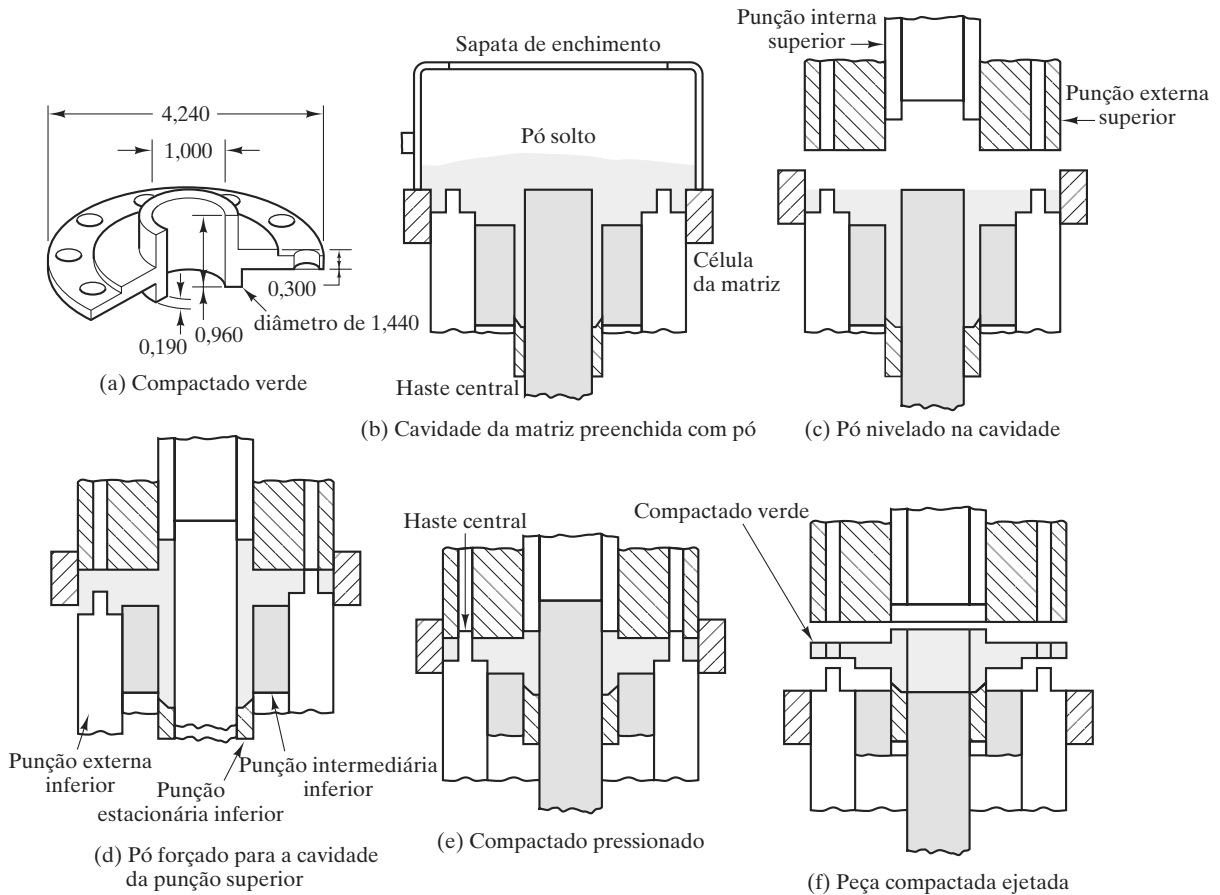 4,240
1,000
0,300
diâmetro de 1,440
0,960
0,190
(a) Compactado verde
Sapata de enchimento
Pó solto
Célula
da matriz
Haste central
(b) Cavidade da matriz preenchida com pó
Punção interna
superior
Punção externa
superior
(c) Pó nivelado na cavidade
Punção externa
inferior
Punção
estacionária inferior
Punção intermediária
inferior
(d) Pó forçado para a cavidade
da punção superior
Haste central
(e) Compactado pressionado
Compactado verde
(f) Peça compactada ejetada